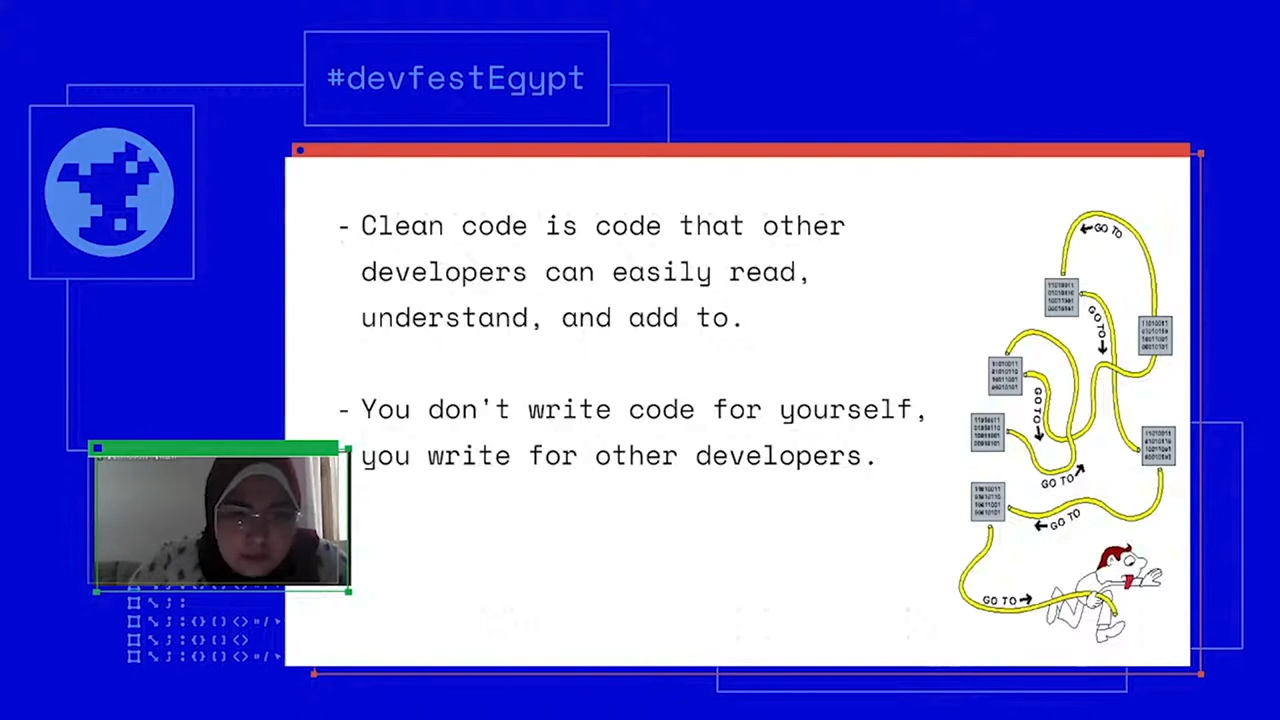 #devfestEgypt
- Clean code is code that other
developers can easily read,
understand, and add to.
- You don't write code for yourself,
you write for other developers.
GO TO
GO TO
GO TO
GO TO
GO TO
GO TO